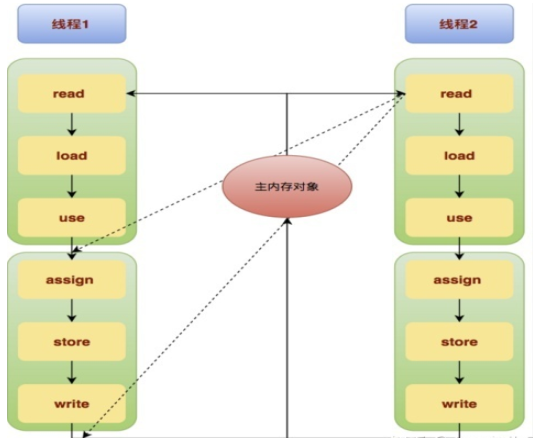 线程1
线程2
read
read
load
load
主内存对象
use
use
assign
assign
store
store
write
write